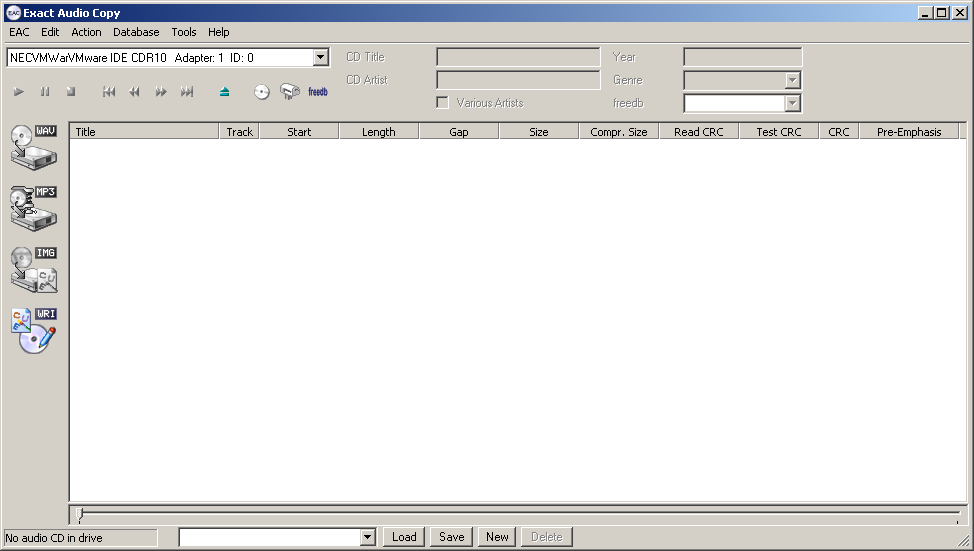 EAC Exact Audio Copy
EAC Edit Action Database Tools Help
NECVMWarVMware IDE CDR10 Adapter: 1 ID: 0
CD Title
Year
CD Artist
Genre
Various Artists
freedb
freedb
WAV
MP3
IMG
WRI
Title Track Start Length Gap Size Compr. Size Read CRC Test CRC CRC Pre-Emphasis
No audio CD in drive
Load Save New Delete